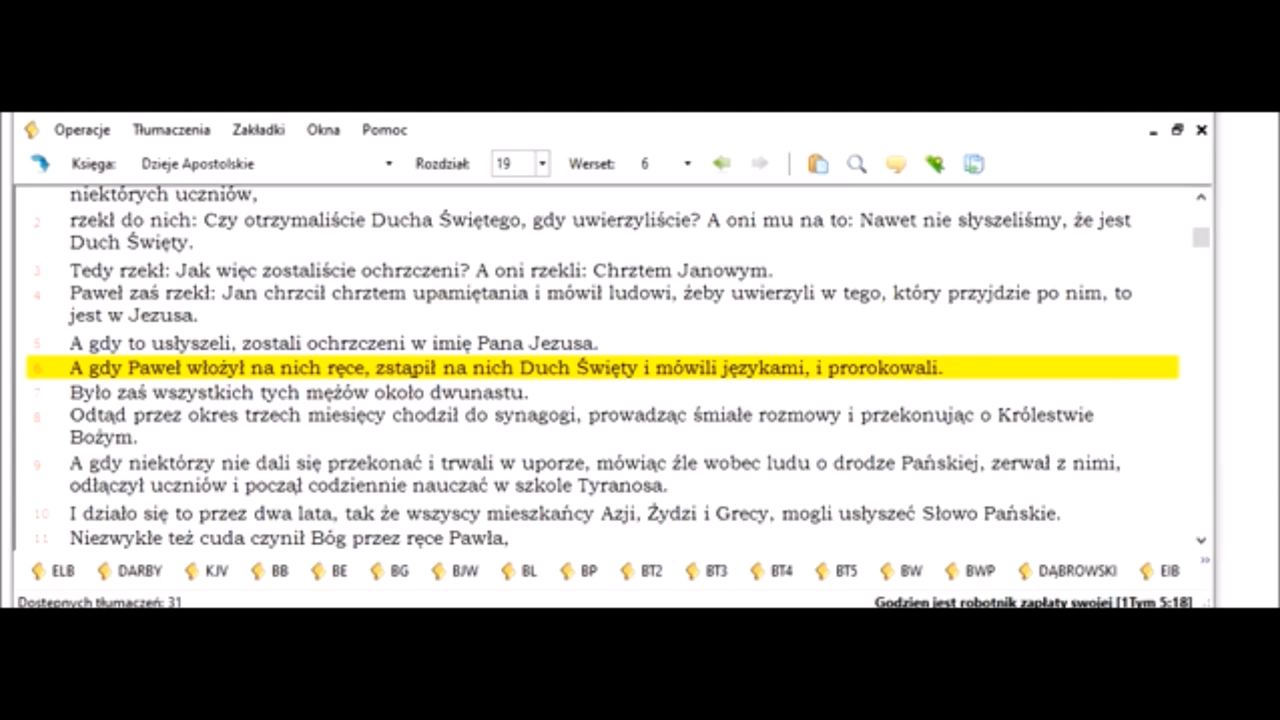 Operacje Tłumaczenia Zakładki Okna Pomoc
Księga: Dzieje Apostolskie Rozdział: 19 Werset: 6
niektórych uczniów,
2 rzekł do nich: Czy otrzymaliście Ducha Świętego, gdy uwierzyliście? A oni mu na to: Nawet nie słyszeliśmy, że jest
Duch Święty.
3 Tedy rzekł: Jak więc zostaliście ochrzczeni? A oni rzekli: Chrztem Janowym.
4 Paweł zaś rzekł: Jan chrzcił chrztem upamiętania i mówił ludowi, żeby uwierzyli w tego, który przyjdzie po nim, to
jest w Jezusa.
5 A gdy to usłyszeli, zostali ochrzczeni w imię Pana Jezusa.
6 A gdy Paweł włożył na nich ręce, zstąpił na nich Duch Święty i mówili językami, i prorokowali.
7 Było zaś wszystkich tych mężów około dwunastu.
8 Odtąd przez okres trzech miesięcy chodził do synagogi, prowadząc śmiałe rozmowy i przekonując o Królestwie
Bożym.
9 A gdy niektórzy nie dali się przekonać i trwali w uporze, mówiąc źle wobec ludu o drodze Pańskiej, zerwał z nimi,
odłączył uczniów i począł codziennie nauczać w szkole Tyranosa.
10 I działo się to przez dwa lata, tak że wszyscy mieszkańcy Azji, Żydzi i Grecy, mogli usłyszeć Słowo Pańskie.
11 Niezwykłe też cuda czynił Bóg przez ręce Pawła,
ELB DARBY KJV BB BE BG BJW BL BP BT2 BT3 BT4 BT5 BW BWP DĄBROWSKI EIB
Dostępnych tłumaczeń: 31 Godzien jest robotnik zapłaty swojej [1Tym 5:18]